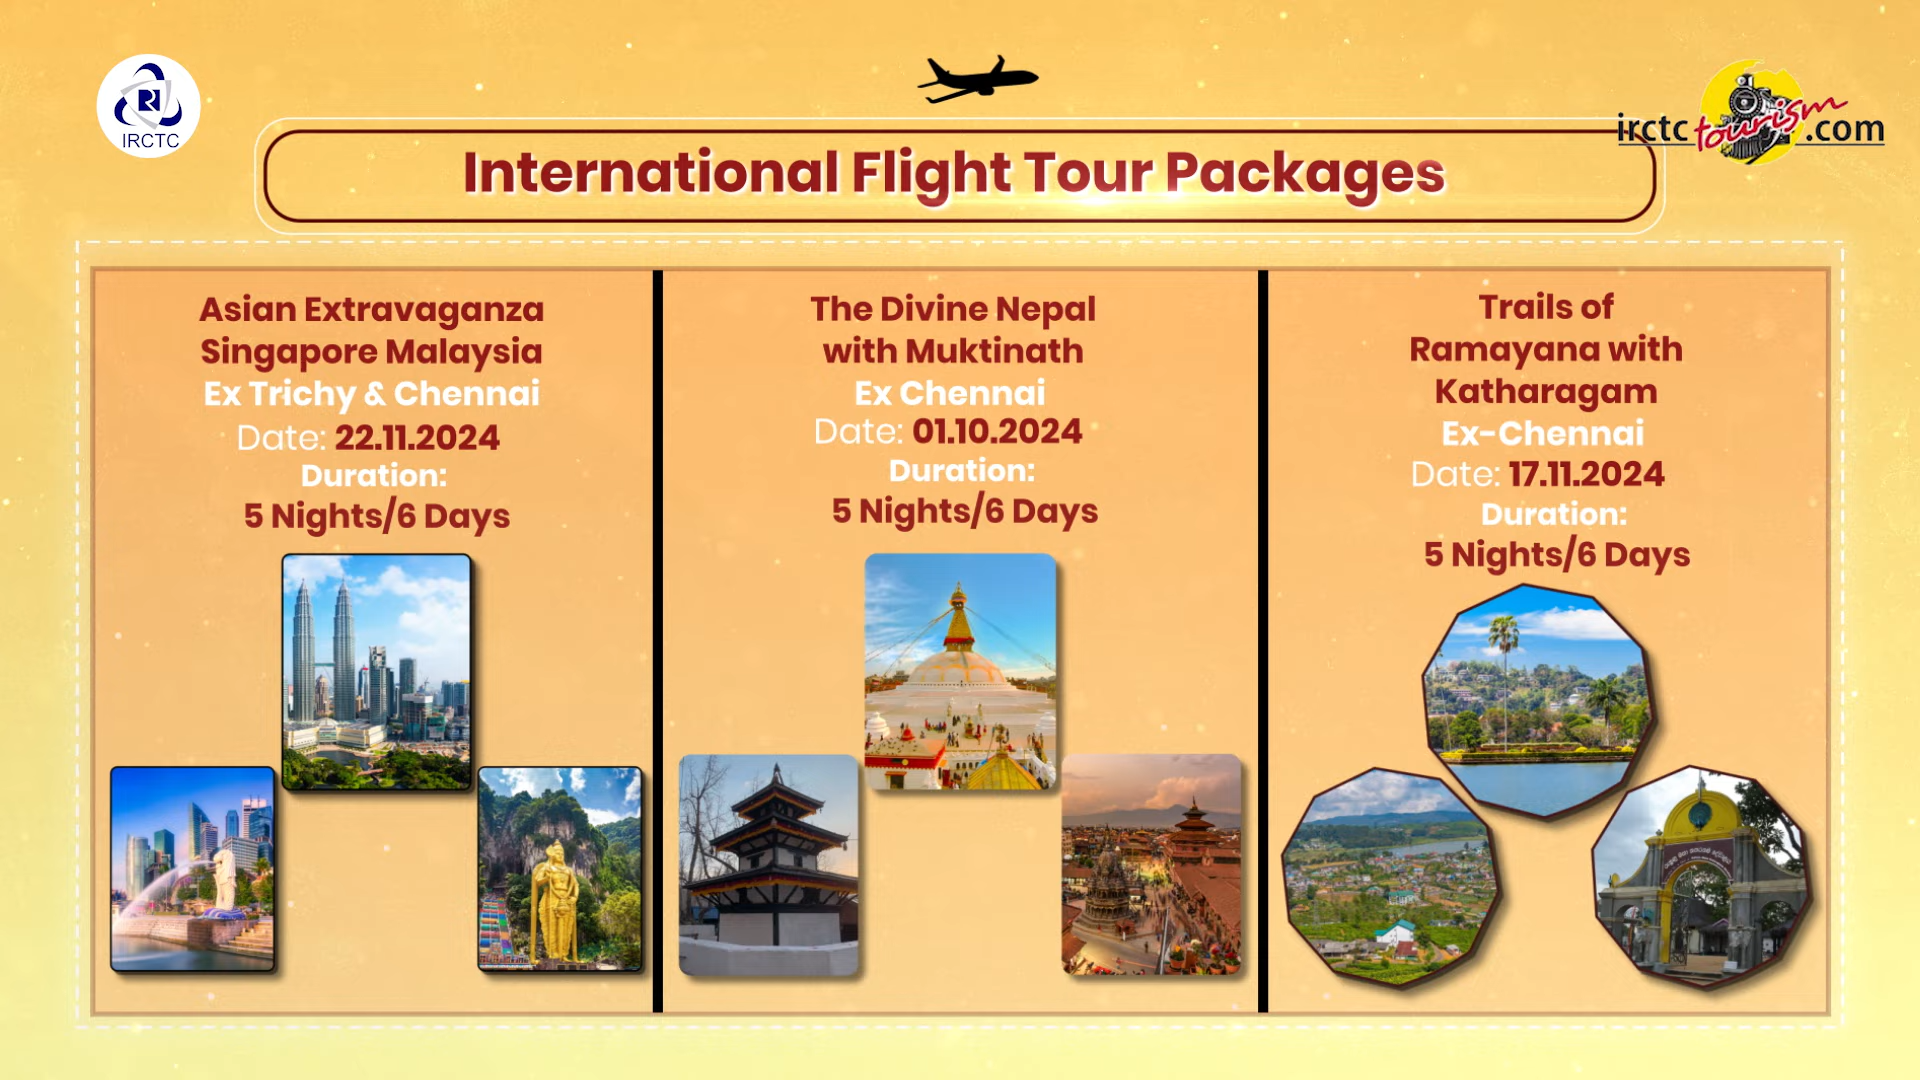 IRCTC
irctc tourism .com
International Flight Tour Packages
Asian Extravaganza
Singapore Malaysia
Ex Trichy & Chennai
Date: 22.11.2024
Duration:
5 Nights/6 Days
The Divine Nepal
with Muktinath
Ex Chennai
Date: 01.10.2024
Duration:
5 Nights/6 Days
Trails of
Ramayana with
Katharagam
Ex-Chennai
Date: 17.11.2024
Duration:
5 Nights/6 Days